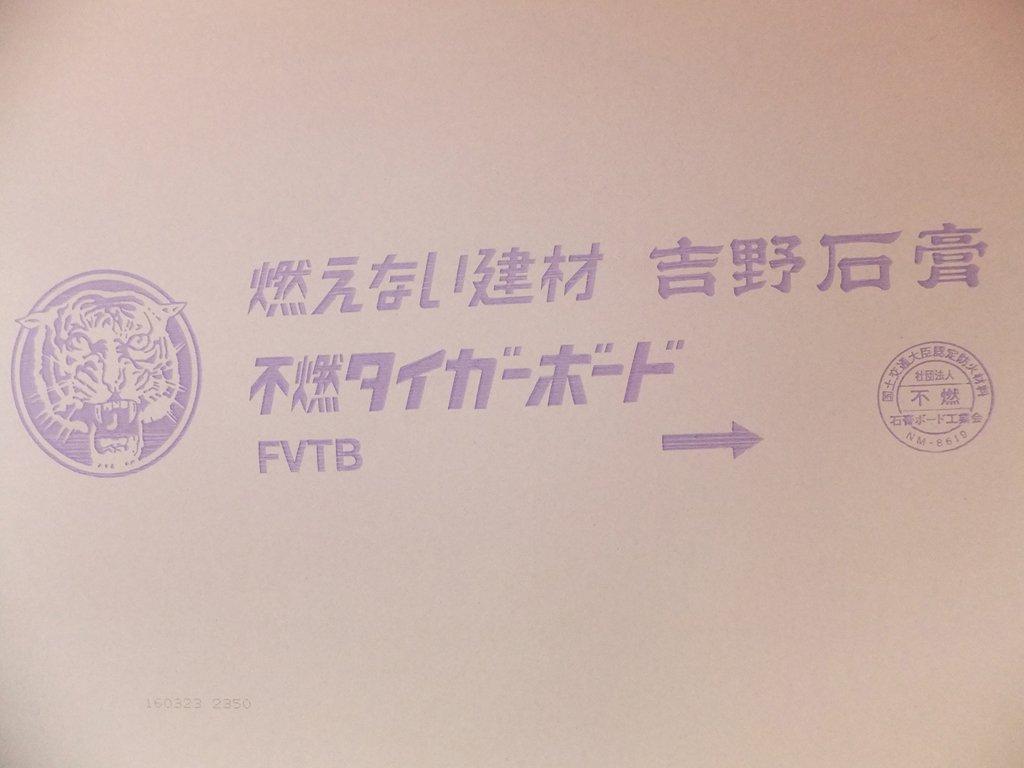 燃えない建材 吉野石膏
不燃タイガーボード
FVTB
国土交通大臣認定防火材料
社団法人
不燃
石膏ボード工業会
NM-8619
160323 2350